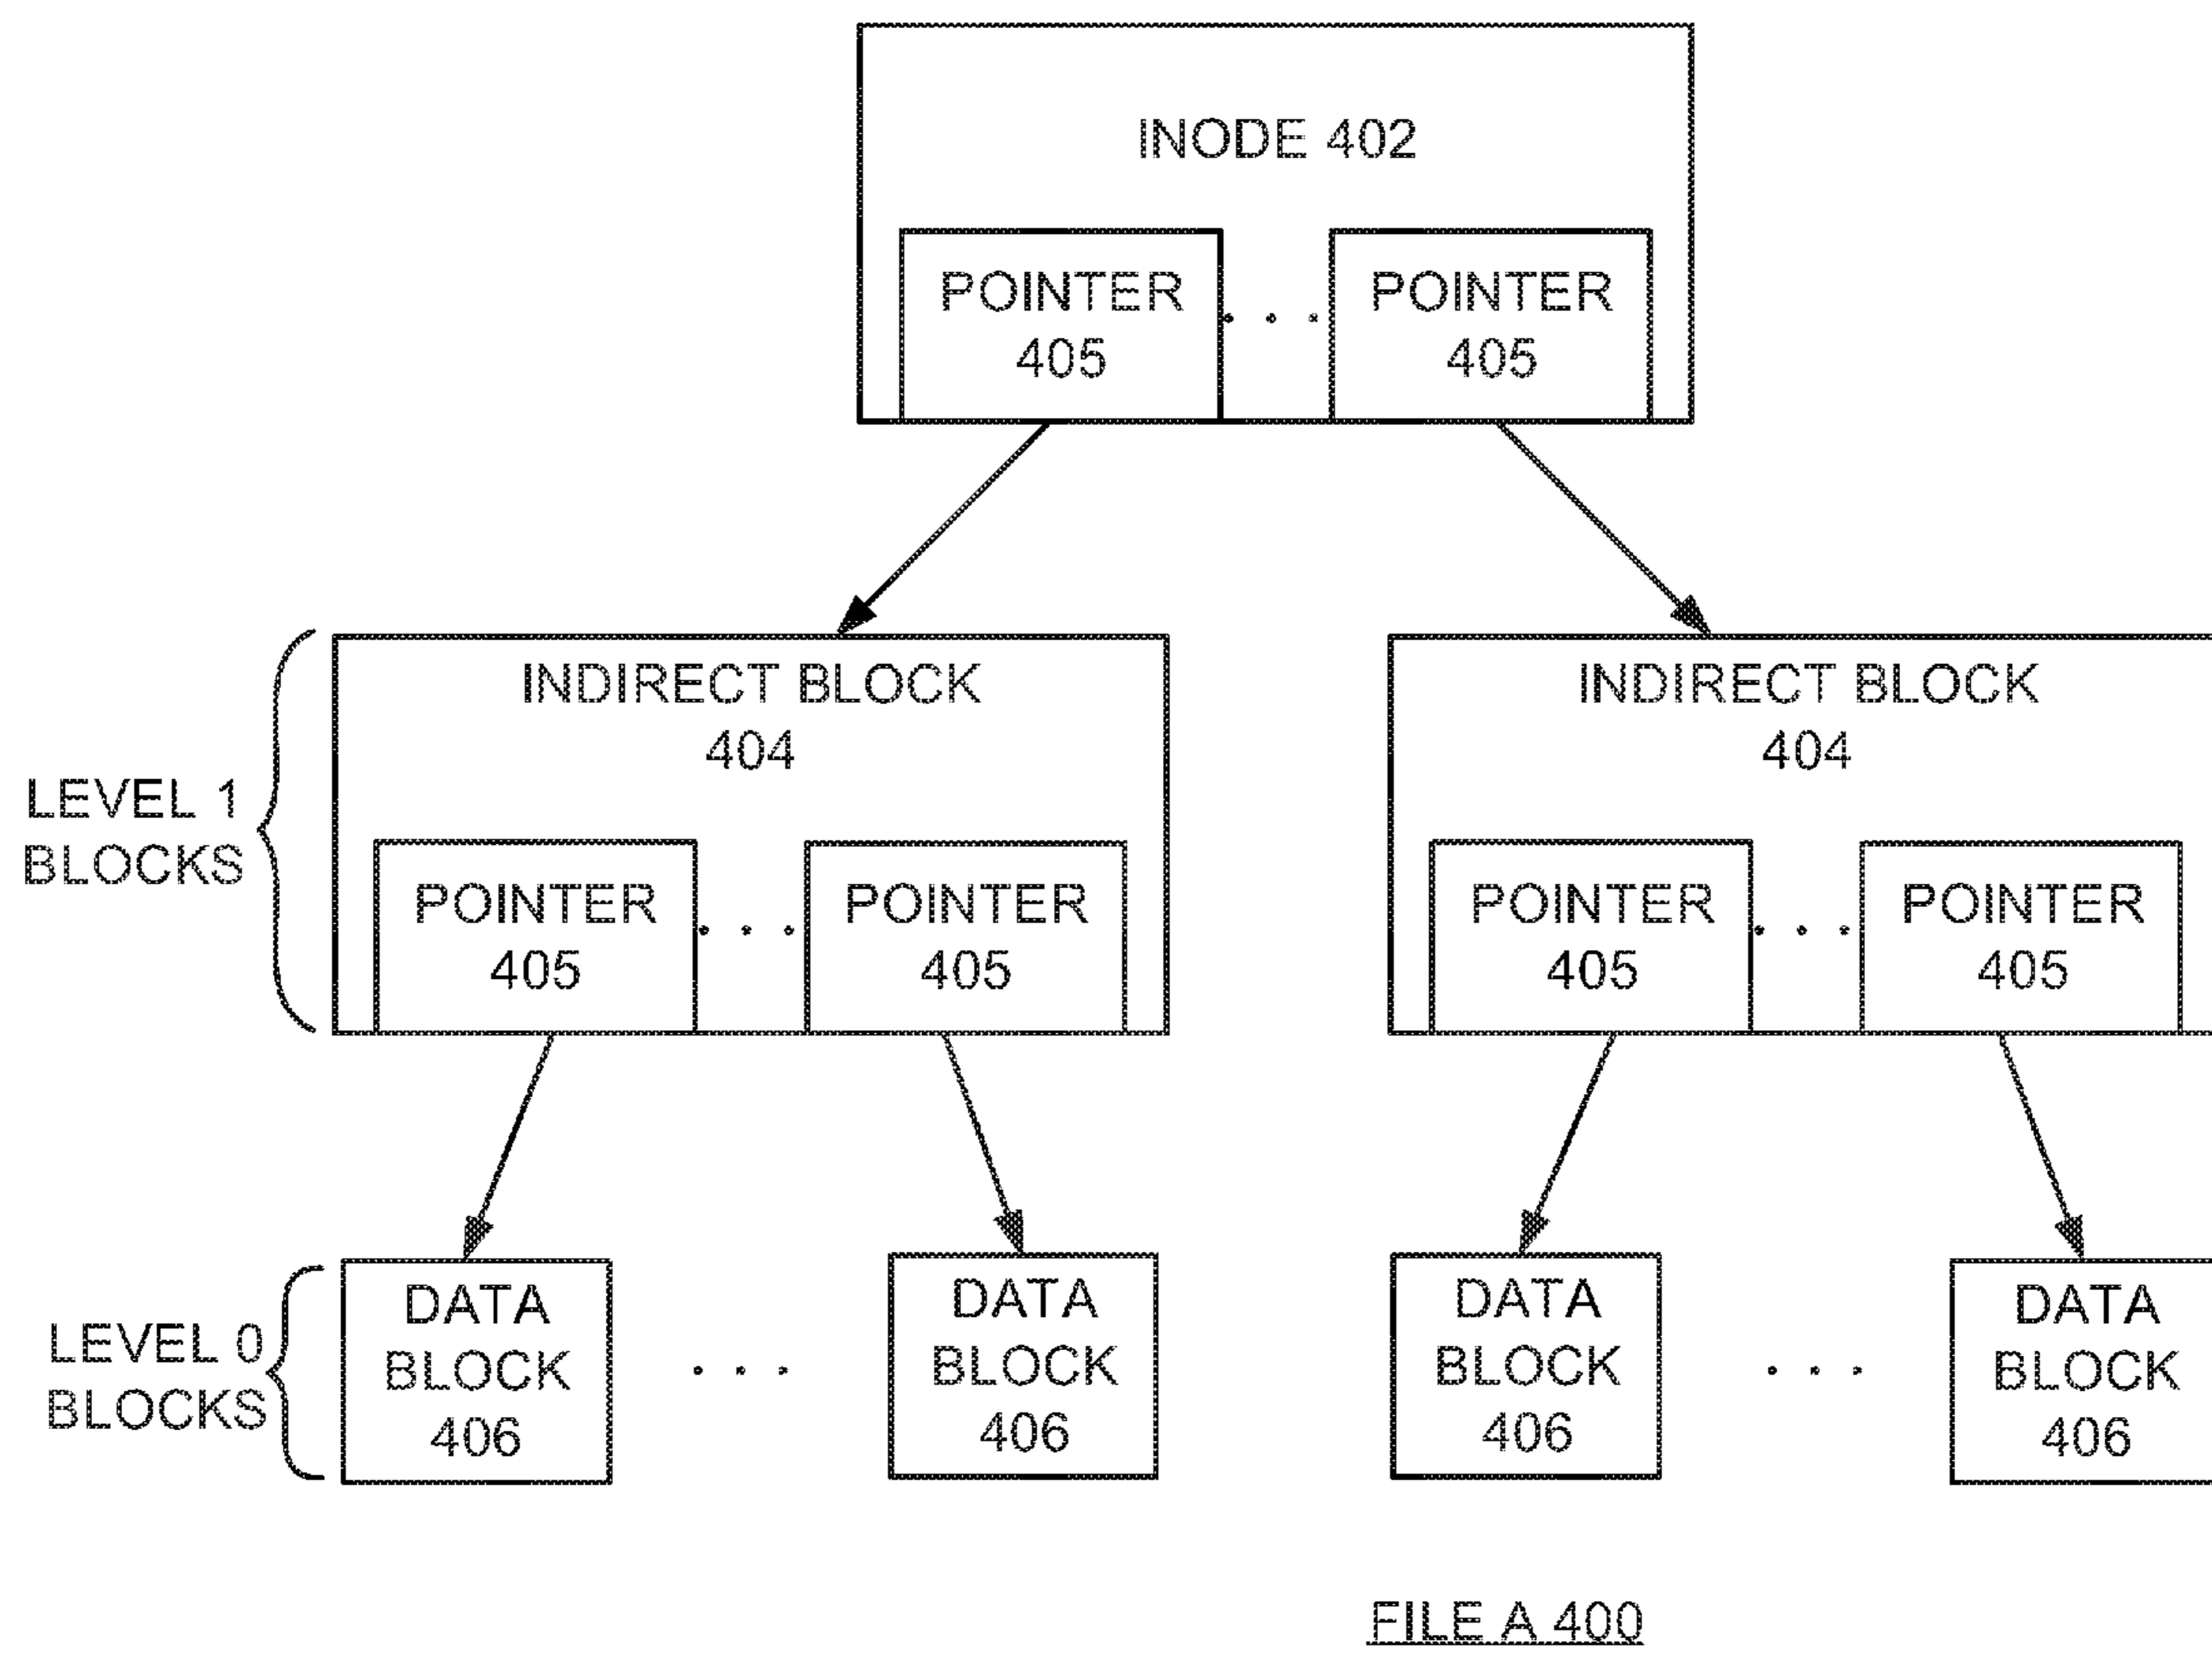 INODE 402
POINTER
405
. . .
POINTER
405
LEVEL 1
BLOCKS
INDIRECT BLOCK
404
POINTER
405
. . .
POINTER
405
INDIRECT BLOCK
404
POINTER
405
. . .
POINTER
405
LEVEL 0
BLOCKS
DATA
BLOCK
406
. . .
DATA
BLOCK
406
DATA
BLOCK
406
. . .
DATA
BLOCK
406
FILE A 400